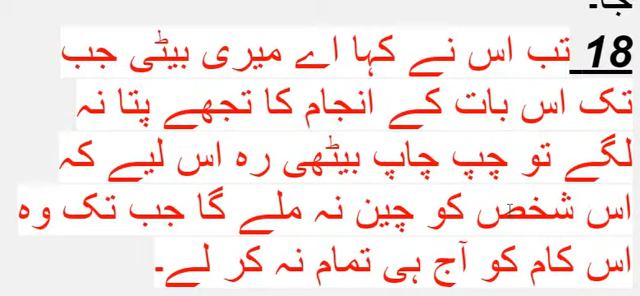 جا۔
18 تب اس نے کہا اے میری بیٹی جب
تک اس بات کے انجام کا تجھے پتا نہ
لگے تو چپ چاپ بیٹھی رہ اس لیے کہ
اس شخص کو چین نہ ملے گا جب تک وہ
اس کام کو آج ہی تمام نہ کر لے۔